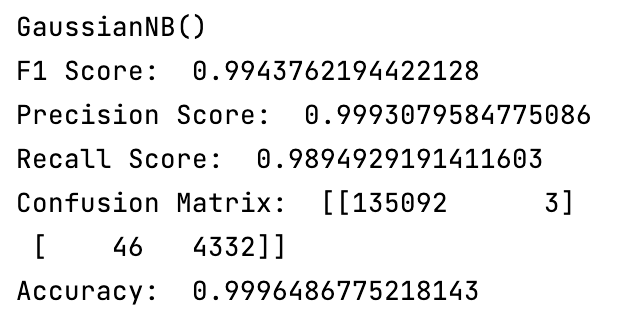 GaussianNB()
F1 Score:  0.9943762194422128
Precision Score:  0.9993079584775086
Recall Score:  0.9894929191411603
Confusion Matrix:  [[135092      3]
 [    46   4332]]
Accuracy:  0.9996486775218143